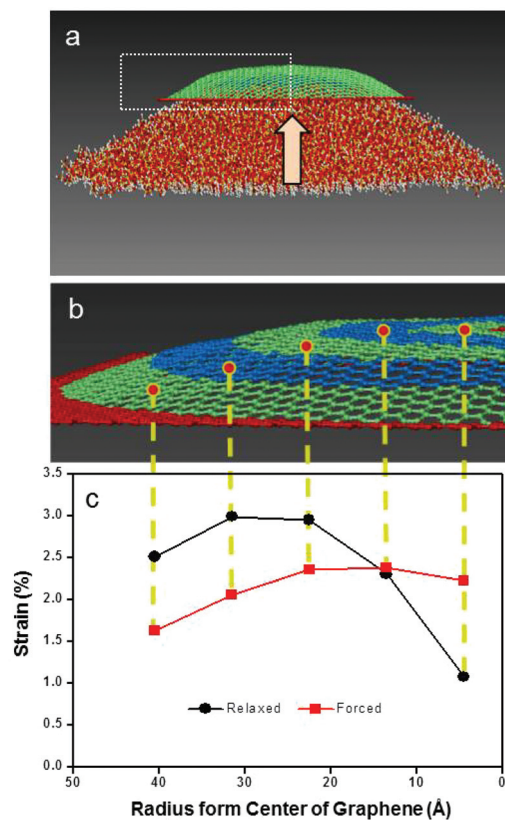 a
b
c
3.5
3.0
2.5
2.0
1.5
1.0
0.5
0.0
Strain (%)
Relaxed Forced
50 40 30 20 10 0
Radius form Center of Graphene (Å)